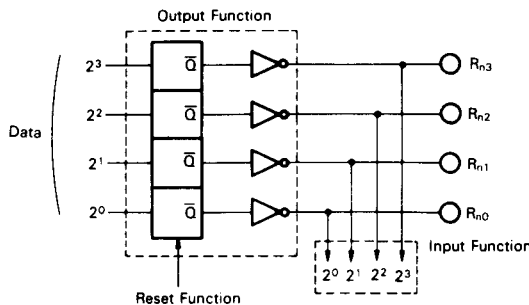 Output Function
2³ Q̅ Rn3
2² Q̅ Rn2
Data
2¹ Q̅ Rn1
2⁰ Q̅ Rn0
Input Function
2⁰ 2¹ 2² 2³
Reset Function